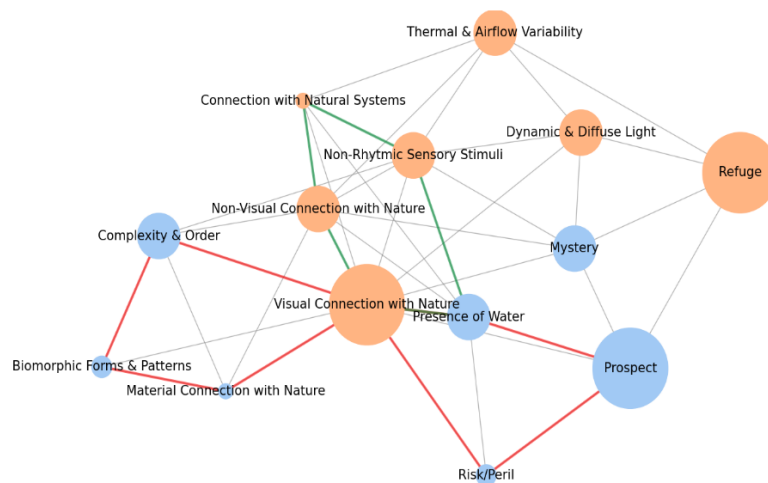 Thermal & Airflow Variability
Connection with Natural Systems
Dynamic & Diffuse Light
Non-Rhytmic Sensory Stimuli
Refuge
Non-Visual Connection with Nature
Complexity & Order
Mystery
Visual Connection with Nature
Presence of Water
Biomorphic Forms & Patterns
Prospect
Material Connection with Nature
Risk/Peril